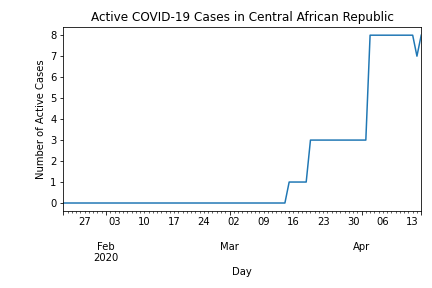 Active COVID-19 Cases in Central African Republic
8
7
6
5
4
3
2
1
0
Number of Active Cases
27 03 10 17 24 02 09 16 23 30 06 13
Feb Mar Apr
2020
Day